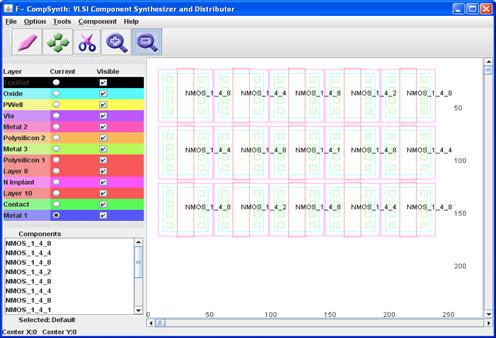 F~ CompSynth: VLSI Component Synthesizer and Distributor
File Option Tools Component Help
Layer Current Visible
TextRef
Oxide
PWell
Via
Metal 2
Polysilicon 2
Metal 3
Polysilicon 1
Layer 8
N Implant
Layer 10
Contact
Metal 1
Components
NMOS_1_4_8
NMOS_1_4_4
NMOS_1_4_8
NMOS_1_4_2
NMOS_1_4_8
NMOS_1_4_4
NMOS_1_4_8
NMOS_1_4_1
Selected: Default
Center X:0 Center Y:0
NMOS_1_4_8 NMOS_1_4_4 NMOS_1_4_8 NMOS_1_4_2 NMOS_1_4_8
50
NMOS_1_4_4 NMOS_1_4_8 NMOS_1_4_1 NMOS_1_4_8 NMOS_1_4_4
100
NMOS_1_4_8 NMOS_1_4_2 NMOS_1_4_8 NMOS_1_4_4 NMOS_1_4_8
150
200
0 50 100 150 200 250